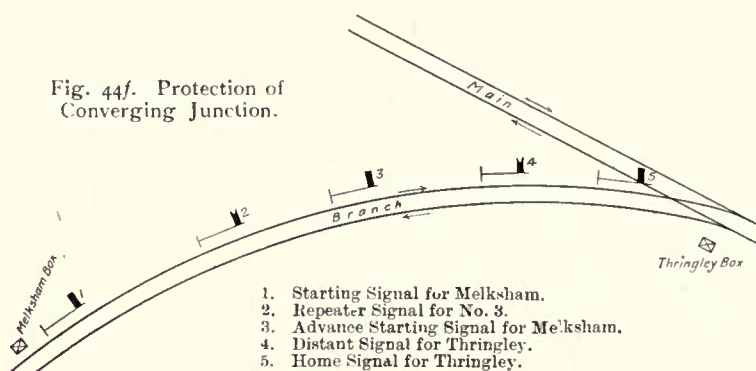 Fig. 44f. Protection of
Converging Junction.
Main
Branch
1
2
3
4
5
Melksham Box
Thringley Box
1. Starting Signal for Melksham.
2. Repeater Signal for No. 3.
3. Advance Starting Signal for Melksham.
4. Distant Signal for Thringley.
5. Home Signal for Thringley.